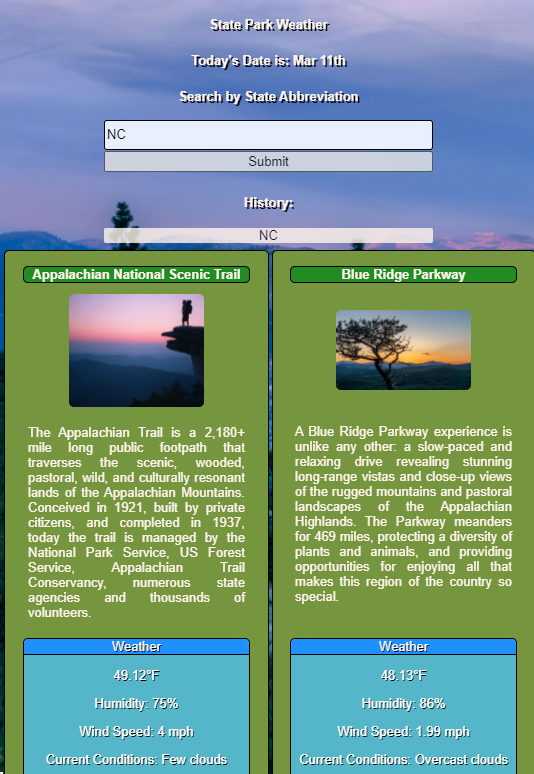 State Park Weather
Today's Date is: Mar 11th
Search by State Abbreviation
NC
Submit
History:
NC
Appalachian National Scenic Trail
The Appalachian Trail is a 2,180+
mile long public footpath that
traverses the scenic, wooded,
pastoral, wild, and culturally resonant
lands of the Appalachian Mountains.
Conceived in 1921, built by private
citizens, and completed in 1937,
today the trail is managed by the
National Park Service, US Forest
Service, Appalachian Trail
Conservancy, numerous state
agencies and thousands of
volunteers.
Weather
49.12°F
Humidity: 75%
Wind Speed: 4 mph
Current Conditions: Few clouds
Blue Ridge Parkway
A Blue Ridge Parkway experience is
unlike any other: a slow-paced and
relaxing drive revealing stunning
long-range vistas and close-up views
of the rugged mountains and pastoral
landscapes of the Appalachian
Highlands. The Parkway meanders
for 469 miles, protecting a diversity of
plants and animals, and providing
opportunities for enjoying all that
makes this region of the country so
special.
Weather
48.13°F
Humidity: 86%
Wind Speed: 1.99 mph
Current Conditions: Overcast clouds